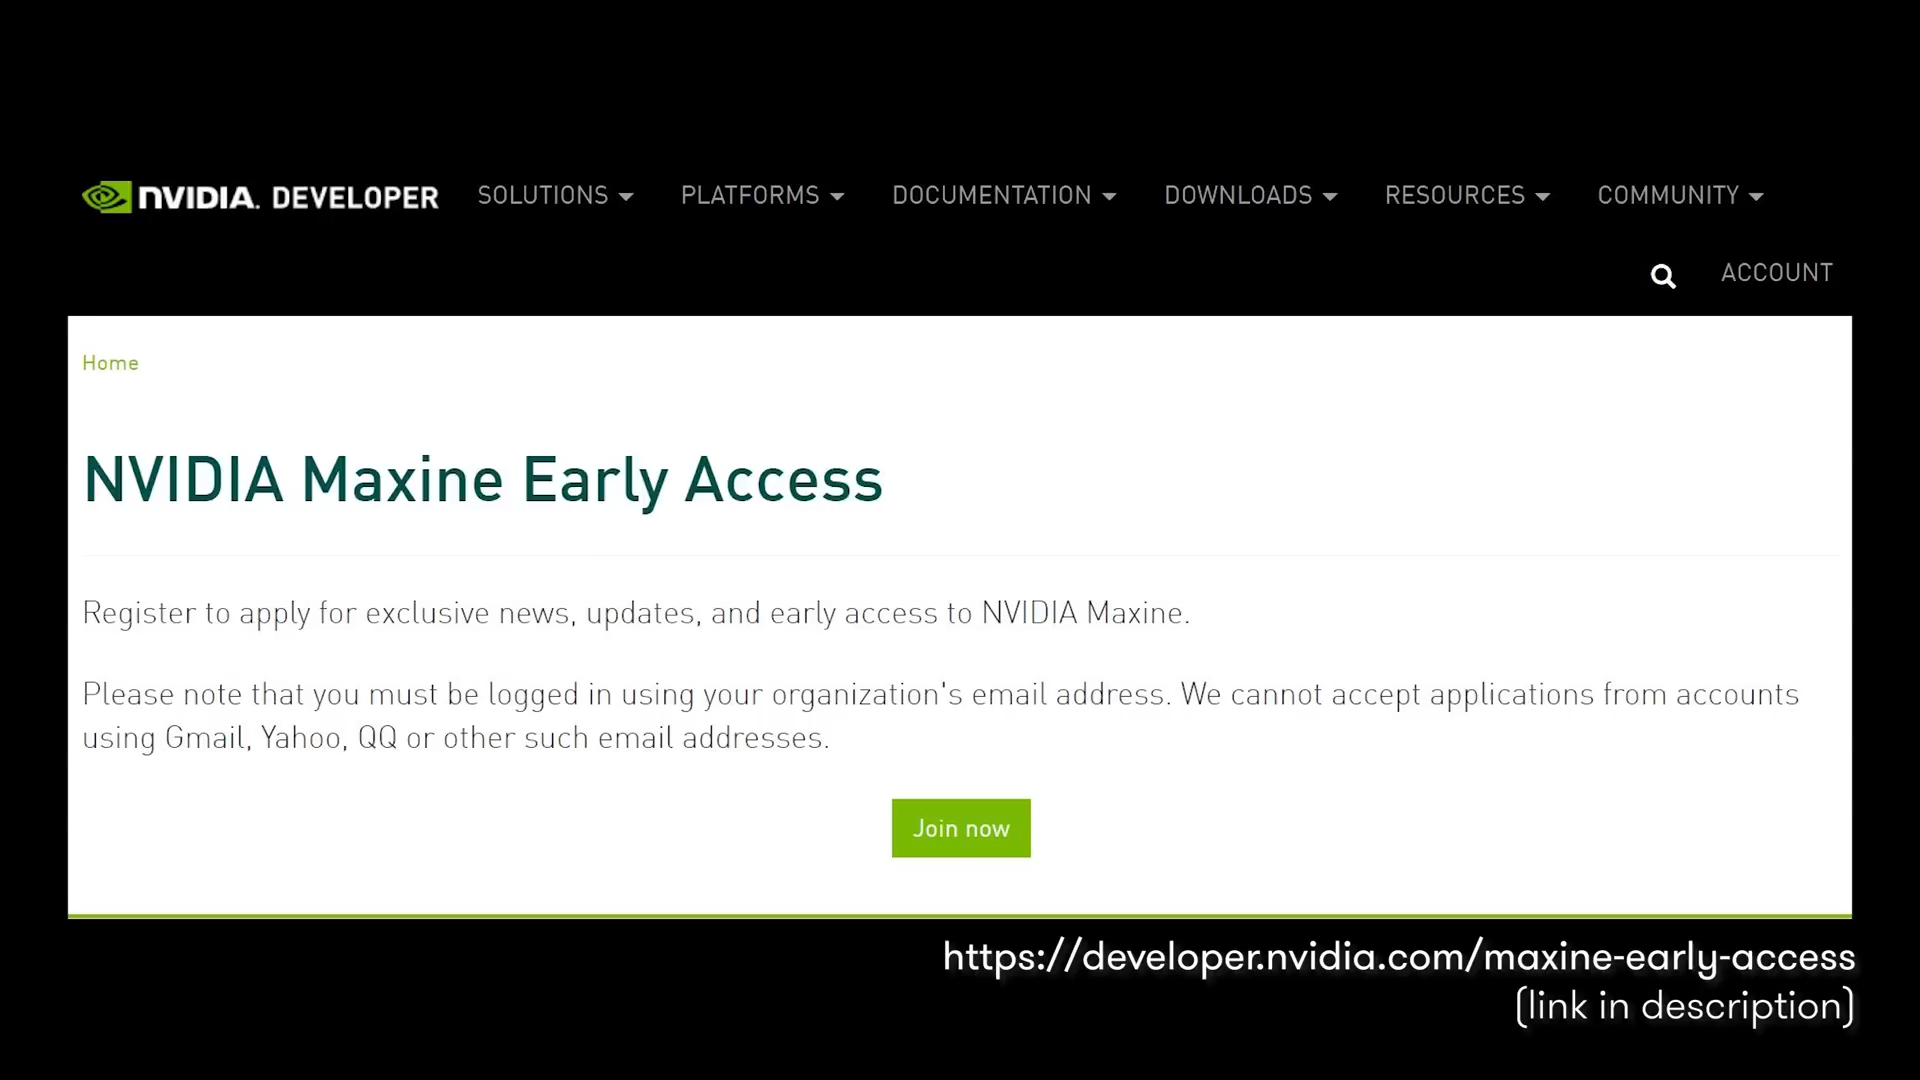 NVIDIA. DEVELOPER SOLUTIONS PLATFORMS DOCUMENTATION DOWNLOADS RESOURCES COMMUNITY
ACCOUNT
Home
NVIDIA Maxine Early Access
Register to apply for exclusive news, updates, and early access to NVIDIA Maxine.
Please note that you must be logged in using your organization's email address. We cannot accept applications from accounts
using Gmail, Yahoo, QQ or other such email addresses.
Join now
https://developer.nvidia.com/maxine-early-access
(link in description)